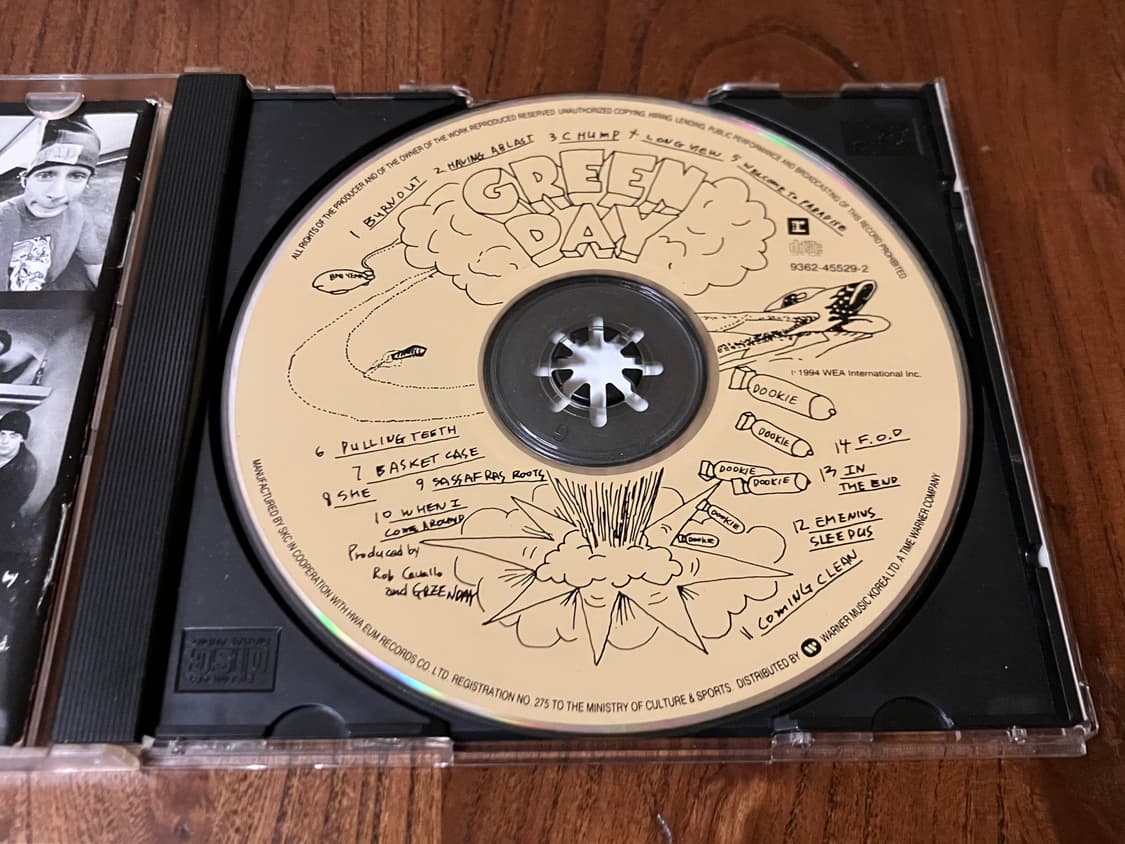 ALL RIGHTS OF THE PRODUCER AND OF THE OWNER OF THE WORK REPRODUCED RESERVED. UNAUTHORIZED COPYING, HIRING, LENDING, PUBLIC PERFORMANCE AND BROADCASTING OF THIS RECORD PROHIBITED
1 BURNOUT 2. HAVING A BLAST 3 CHUMP 4 LONG VIEW 5 WELCOME TO PARADISE
GREEN
DAY
9362-45529-2
1994 WEA International Inc.
DOOKIE
DOOKIE
DOOKIE
DOOKIE
DOOKIE
DOOKIE
6 PULLING TEETH
7 BASKET CASE
8 SHE
9 SASSAFRAS ROOTS
10 WHEN I
COME AROUND
Produced by
Rob Cavallo
and GREENDAY
11 COMING CLEAN
12 EMENIUS
SLEEPUS
13 IN
THE END
14 F.O.D
MANUFACTURED BY SKC IN COOPERATION WITH HWA EUM RECORDS CO. LTD. REGISTRATION NO. 275 TO THE MINISTRY OF CULTURE & SPORTS. DISTRIBUTED BY WARNER MUSIC KOREA LTD. A TIME WARNER COMPANY
by
d.
disc